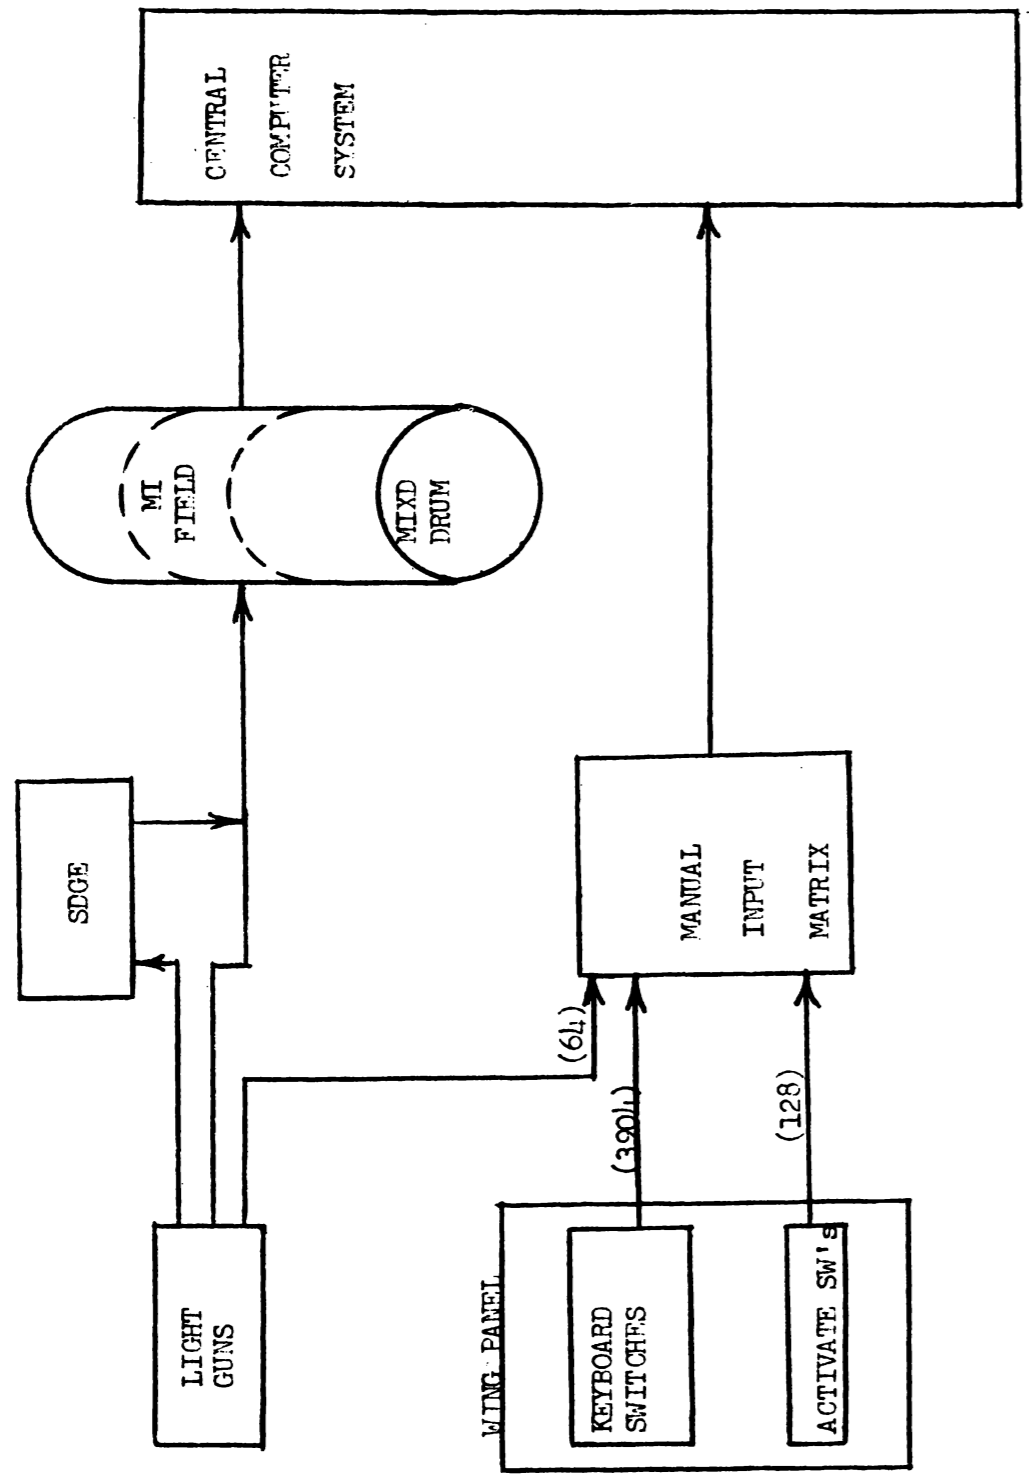 LIGHT
GUNS
SDGE
MI
FIELD
MIXD
DRUM
CENTRAL
COMPUTER
SYSTEM
WING PANEL
KEYBOARD
SWITCHES
ACTIVATE SW's
(64)
(3904)
(128)
MANUAL
INPUT
MATRIX